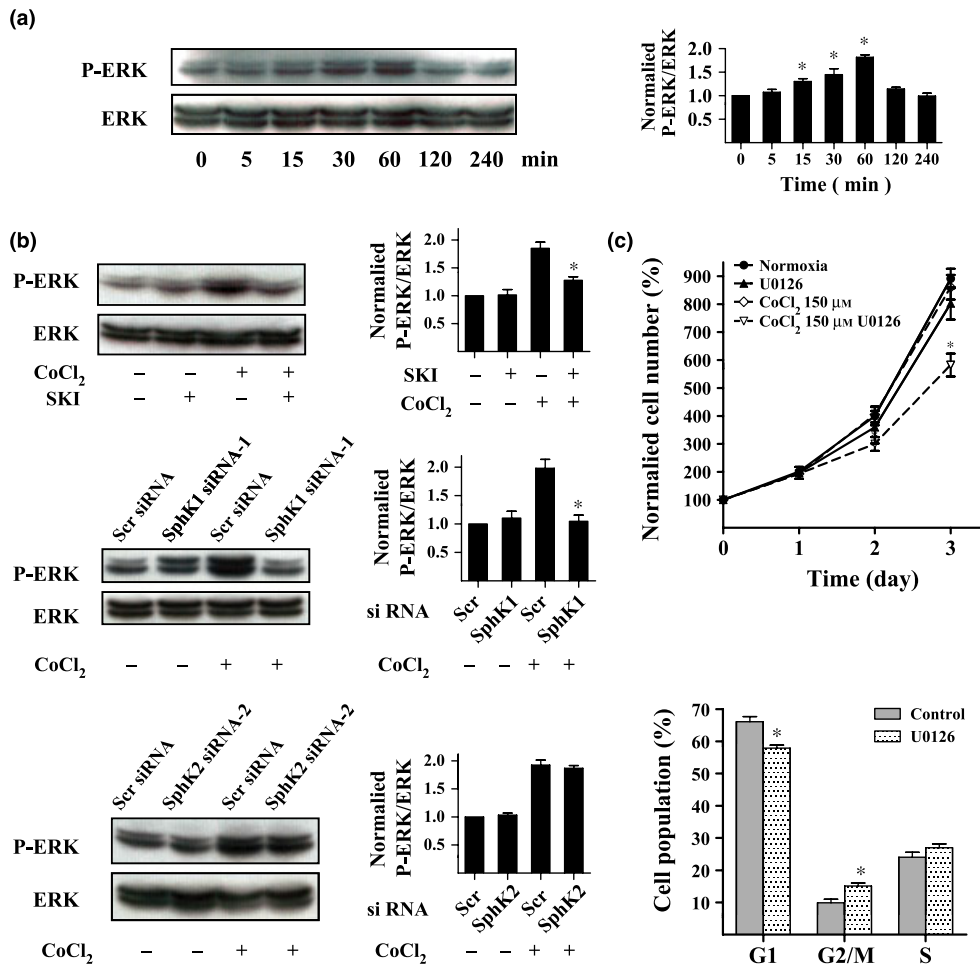 (a)
P-ERK
ERK
0 5 15 30 60 120 240 min
Normalied
P-ERK/ERK
2.0
1.5
1.0
0.5
* * *
0 5 15 30 60 120 240
Time ( min )
(b)
P-ERK
ERK
CoCl2 – – + +
SKI – + – +
Normalied
P-ERK/ERK
2.0
1.5
1.0
0.5
*
SKI – + – +
CoCl2 – – + +
Scr siRNA
SphK1 siRNA-1
Scr siRNA
SphK1 siRNA-1
P-ERK
ERK
CoCl2 – – + +
Normalied
P-ERK/ERK
2.0
1.5
1.0
0.5
*
si RNA Scr SphK1 Scr SphK1
CoCl2 – – + +
Scr siRNA
SphK2 siRNA-2
Scr siRNA
SphK2 siRNA-2
P-ERK
ERK
CoCl2 – – + +
Normalied
P-ERK/ERK
2.0
1.5
1.0
0.5
si RNA Scr SphK2 Scr SphK2
CoCl2 – – + +
(c)
Normalied cell number (%)
900
800
700
600
500
400
300
200
100
Normoxia
U0126
CoCl2 150 μM
CoCl2 150 μM U0126
*
0 1 2 3
Time (day)
Cell population (%)
70
60
50
40
30
20
10
Control
U0126
* *
G1 G2/M S